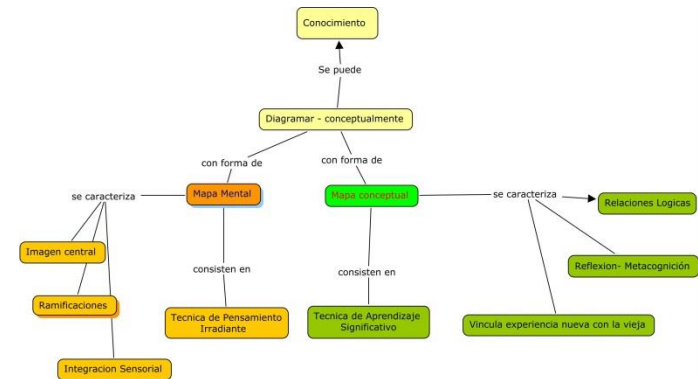 Conocimiento
Se puede
Diagramar - conceptualmente
con forma de
con forma de
Mapa Mental
Mapa conceptual
se caracteriza
se caracteriza
Relaciones Logicas
Imagen central
Reflexion- Metacognición
consisten en
consisten en
Ramificaciones
Tecnica de Pensamiento
Irradiante
Tecnica de Aprendizaje
Significativo
Vincula experiencia nueva con la vieja
Integracion Sensorial